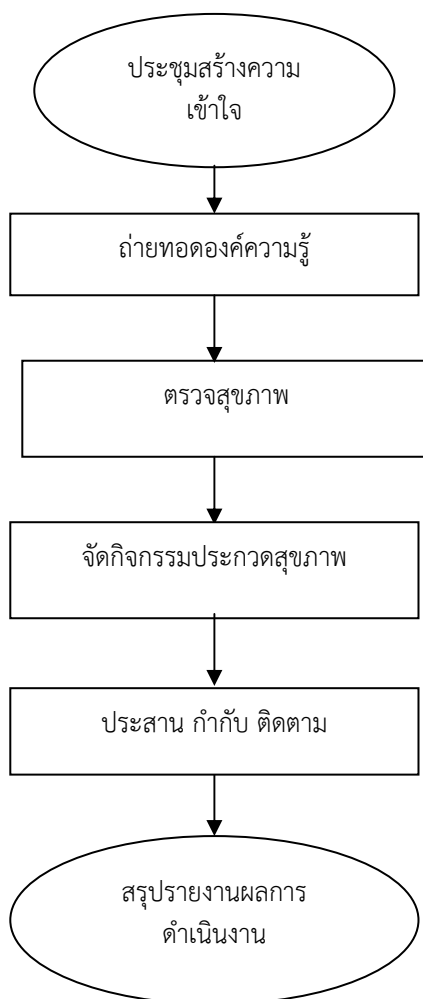 ประชุมสร้างความ
เข้าใจ
ถ่ายทอดองค์ความรู้
ตรวจสุขภาพ
จัดกิจกรรมประกวดสุขภาพ
ประสาน กำกับ ติดตาม
สรุปรายงานผลการ
ดำเนินงาน